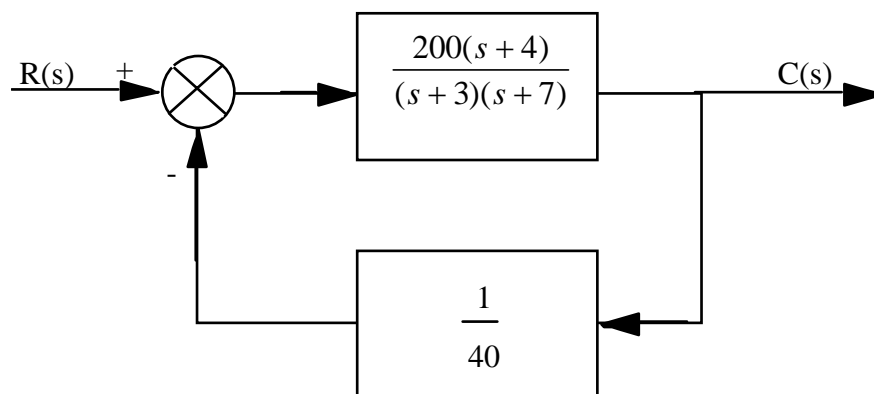 R(s) +
200(s + 4)
(s + 3)(s + 7)
C(s)
-
1
40